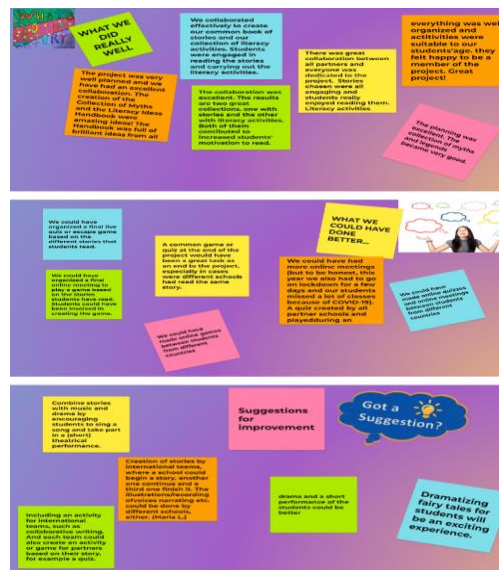 WHAT WE
DID
REALLY
WELL
We collaborated
effectively to create
our common book of
stories and our
collection of literacy
activities. Students
were engaged in
reading the stories
and carrying out the
literacy activities.
There was great
collaboration between
all partners and
everyone was
dedicated to the
project. Stories
chosen were all
engaging and
students really
enjoyed reading them.
Literacy activities
everything was well
organized and
activities were
suitable to our
students'age. they
felt happy to be a
member of the
project. Great
project!
The project was very
well planned and we
have had an excellent
collaboration. The
creation of the
Collection of Myths
and the Literacy Ideas
Handbook were
amazing ideas! The
Handbook was full of
brilliant ideas from all
The collaboration was
excellent. The results
are two great
collections, one with
stories and the other
with literacy activities.
Both of them
contributed to
increased students'
motivation to read.
The planning was
excellent. The
collection of myths
and legends
became very good.
We could have
organized a final live
quiz or escape game
based on the
different stories that
students read.
We could have
organised a final
online meeting to
play a game based
on the stories
students have read.
Students could have
been involved in
creating the game.
A common game or
quiz at the end of the
project would have
been a great task as
an end to the project,
especially in cases
were different schools
had read the same
story.
We could have
made online games
between students
from different
countries
WHAT WE
COULD HAVE
DONE
BETTER...
We could have had
more online meetings
(but to be honest, this
year we also had to go
on lockdown for a few
days and our students
missed a lot of classes
because of COVID-19).
A quiz created by all
partner schools and
playedduring an
We could have
made online quizzes
and online meetings
between students
from different
countries
Combine stories
with music and
drama by
encouraging
students to sing a
song and take part
in a (short)
theatrical
performance.
Suggestions
for
improvement
Got a
Suggestion?
Creation of stories by
international teams,
where a school could
begin a story, another
one continue and a
third one finish it. The
illustrations/recording
ofvoices narrating etc.
could be done by
different schools,
either. (Maria L.)
Including an activity
for international
teams, such as
collaborative writing.
And each team could
also create an activity
or game for partners
based on their story,
for example a quiz.
drama and a short
performance of the
students could be
better
Dramatizing
fairy tales for
students will
be an exciting
experience.